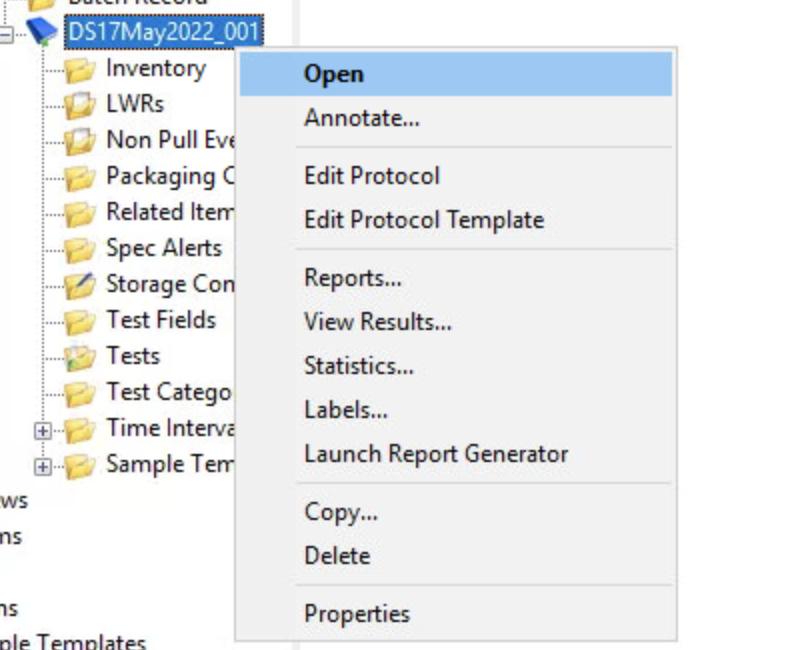 Batch Record
DS17May2022_001
Inventory
LWRs
Non Pull Eve
Packaging C
Related Item
Spec Alerts
Storage Con
Test Fields
Tests
Test Catego
Time Interva
Sample Tem
ws
ms
ns
ple Templates
Open
Annotate...
Edit Protocol
Edit Protocol Template
Reports...
View Results...
Statistics...
Labels...
Launch Report Generator
Copy...
Delete
Properties